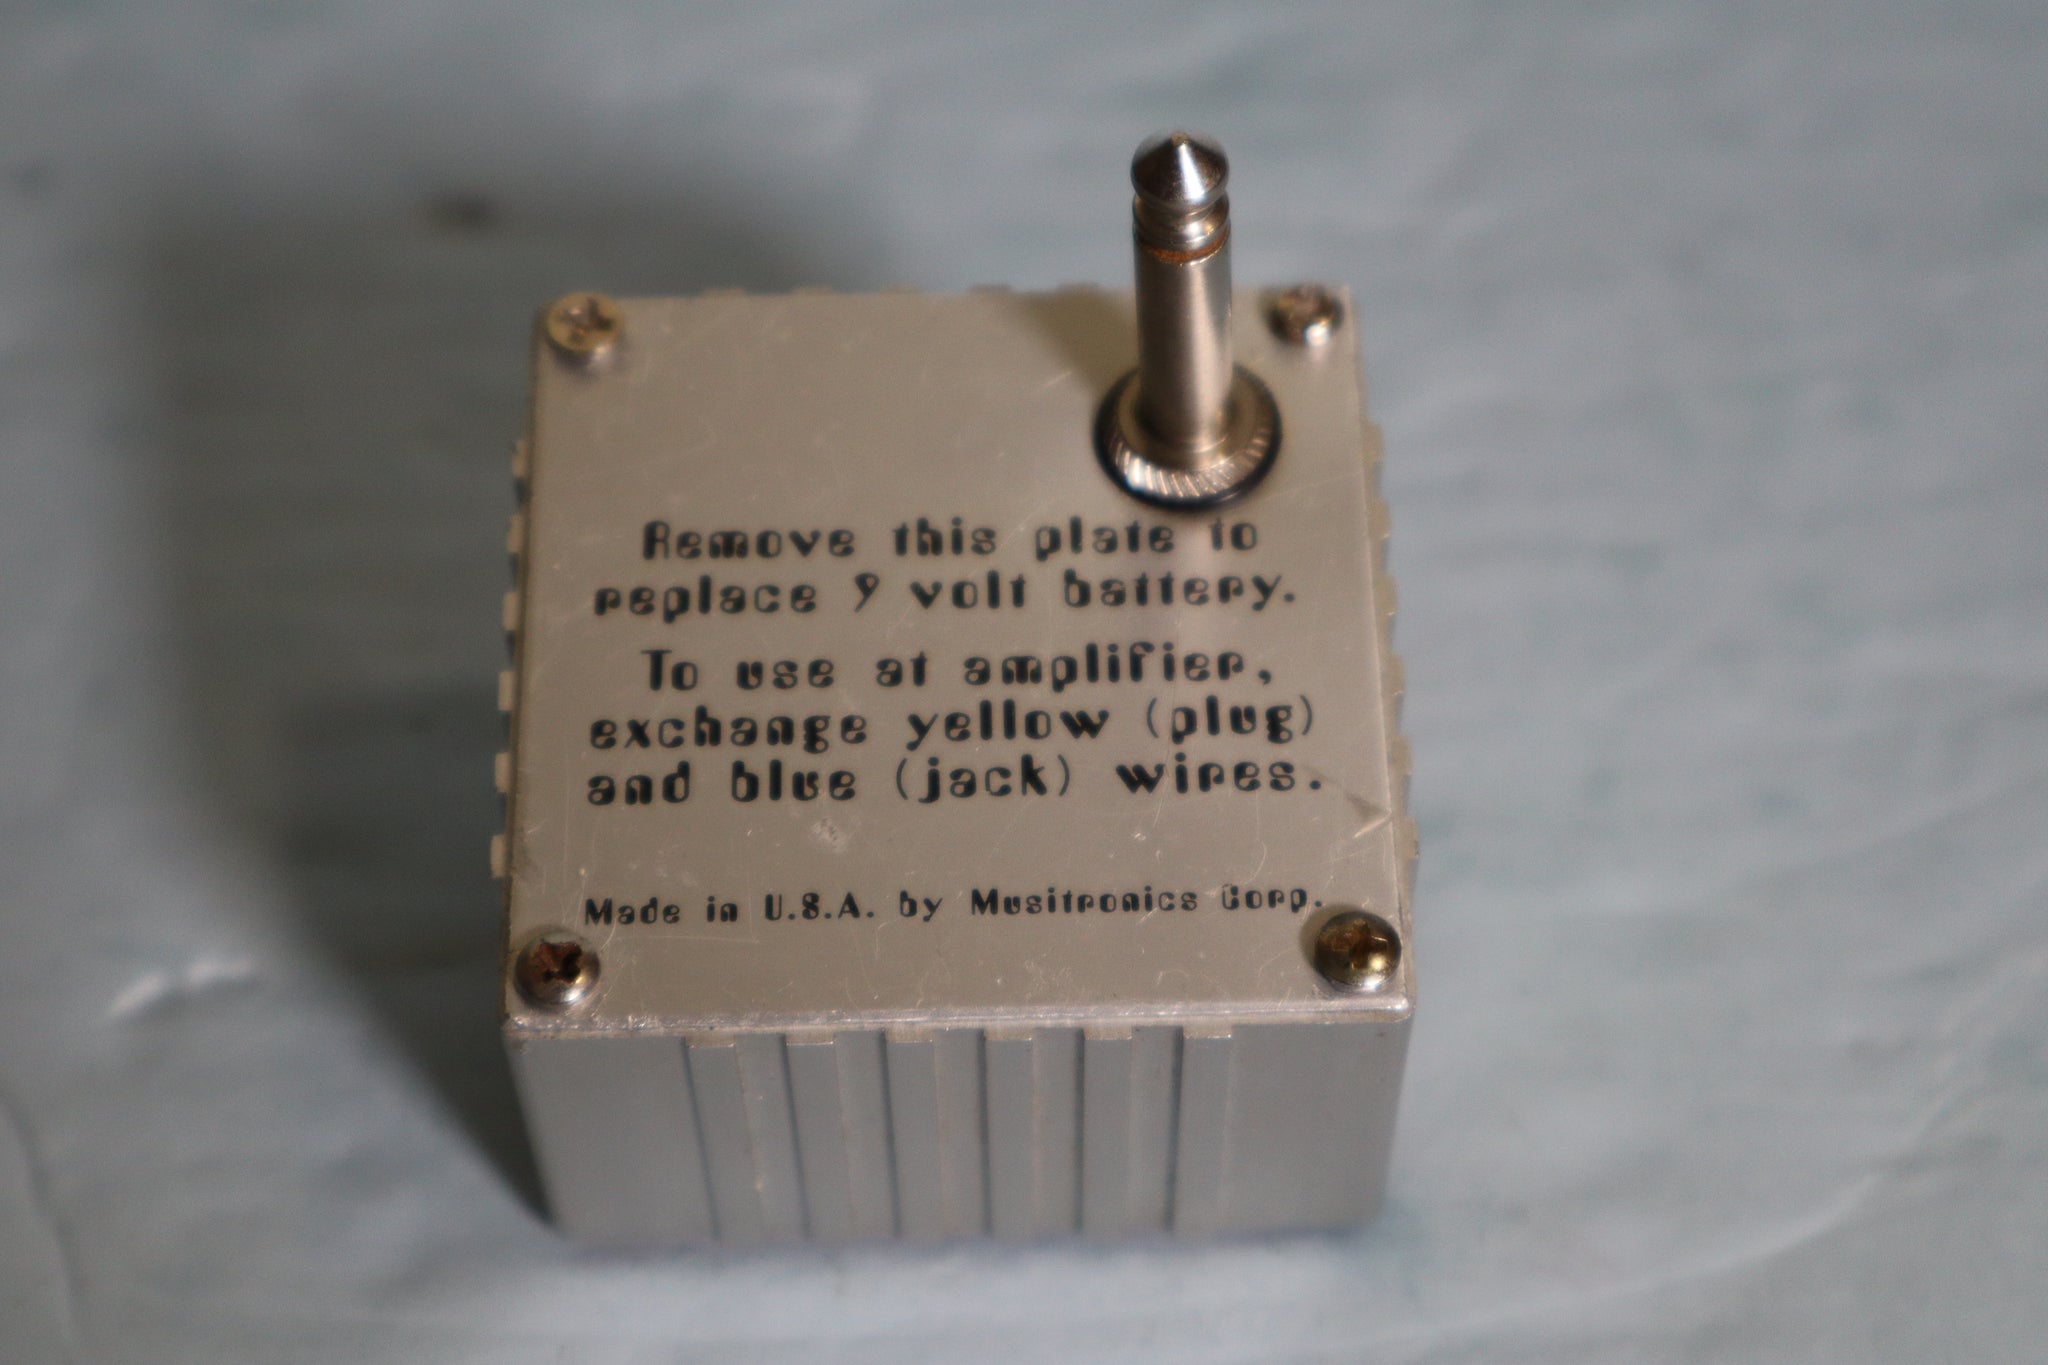 Remove this plate to
replace 9 volt battery.
To use at amplifier,
exchange yellow (plug)
and blue (jack) wires.
Made in U.S.A. by Musitronics Corp.